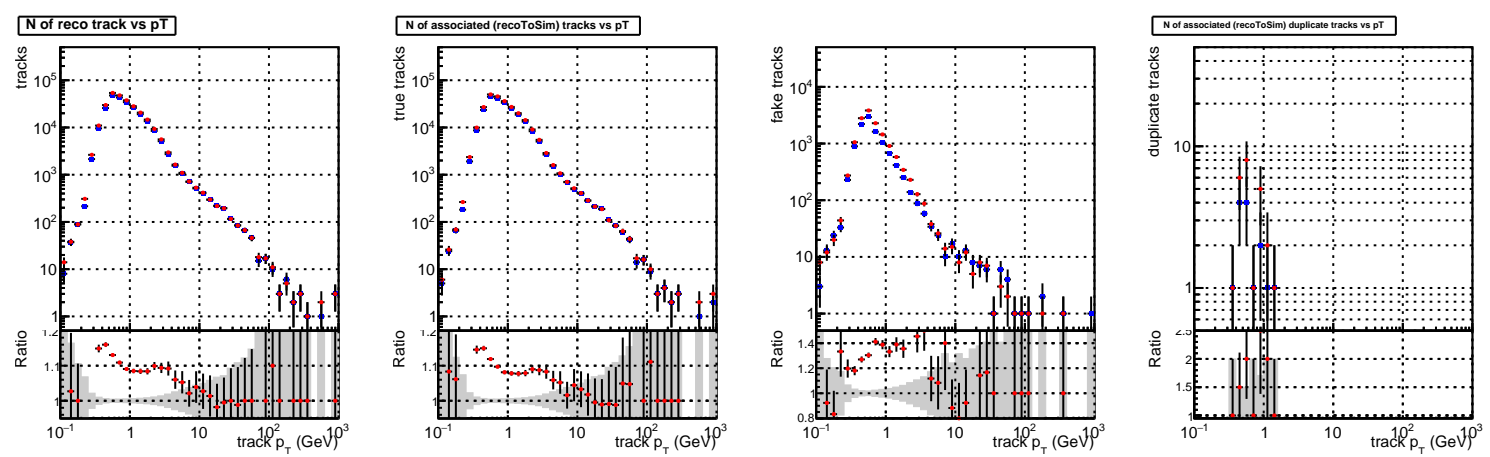 N of reco track vs pT
tracks
10^5
10^4
10^3
10^2
10
1
Ratio
1.2
1.1
1
10^-1 1 10 10^2 10^3
track p_T (GeV)
N of associated (recoToSim) tracks vs pT
true tracks
10^5
10^4
10^3
10^2
10
1
Ratio
1.2
1.1
1
10^-1 1 10 10^2 10^3
track p_T (GeV)
fake tracks
10^4
10^3
10^2
10
1
Ratio
1.4
1.2
1
0.8
10^-1 1 10 10^2 10^3
track p_T (GeV)
N of associated (recoToSim) duplicate tracks vs pT
duplicate tracks
10
1
Ratio
2.5
2
1.5
1
10^-1 1 10 10^2 10^3
track p_T (GeV)